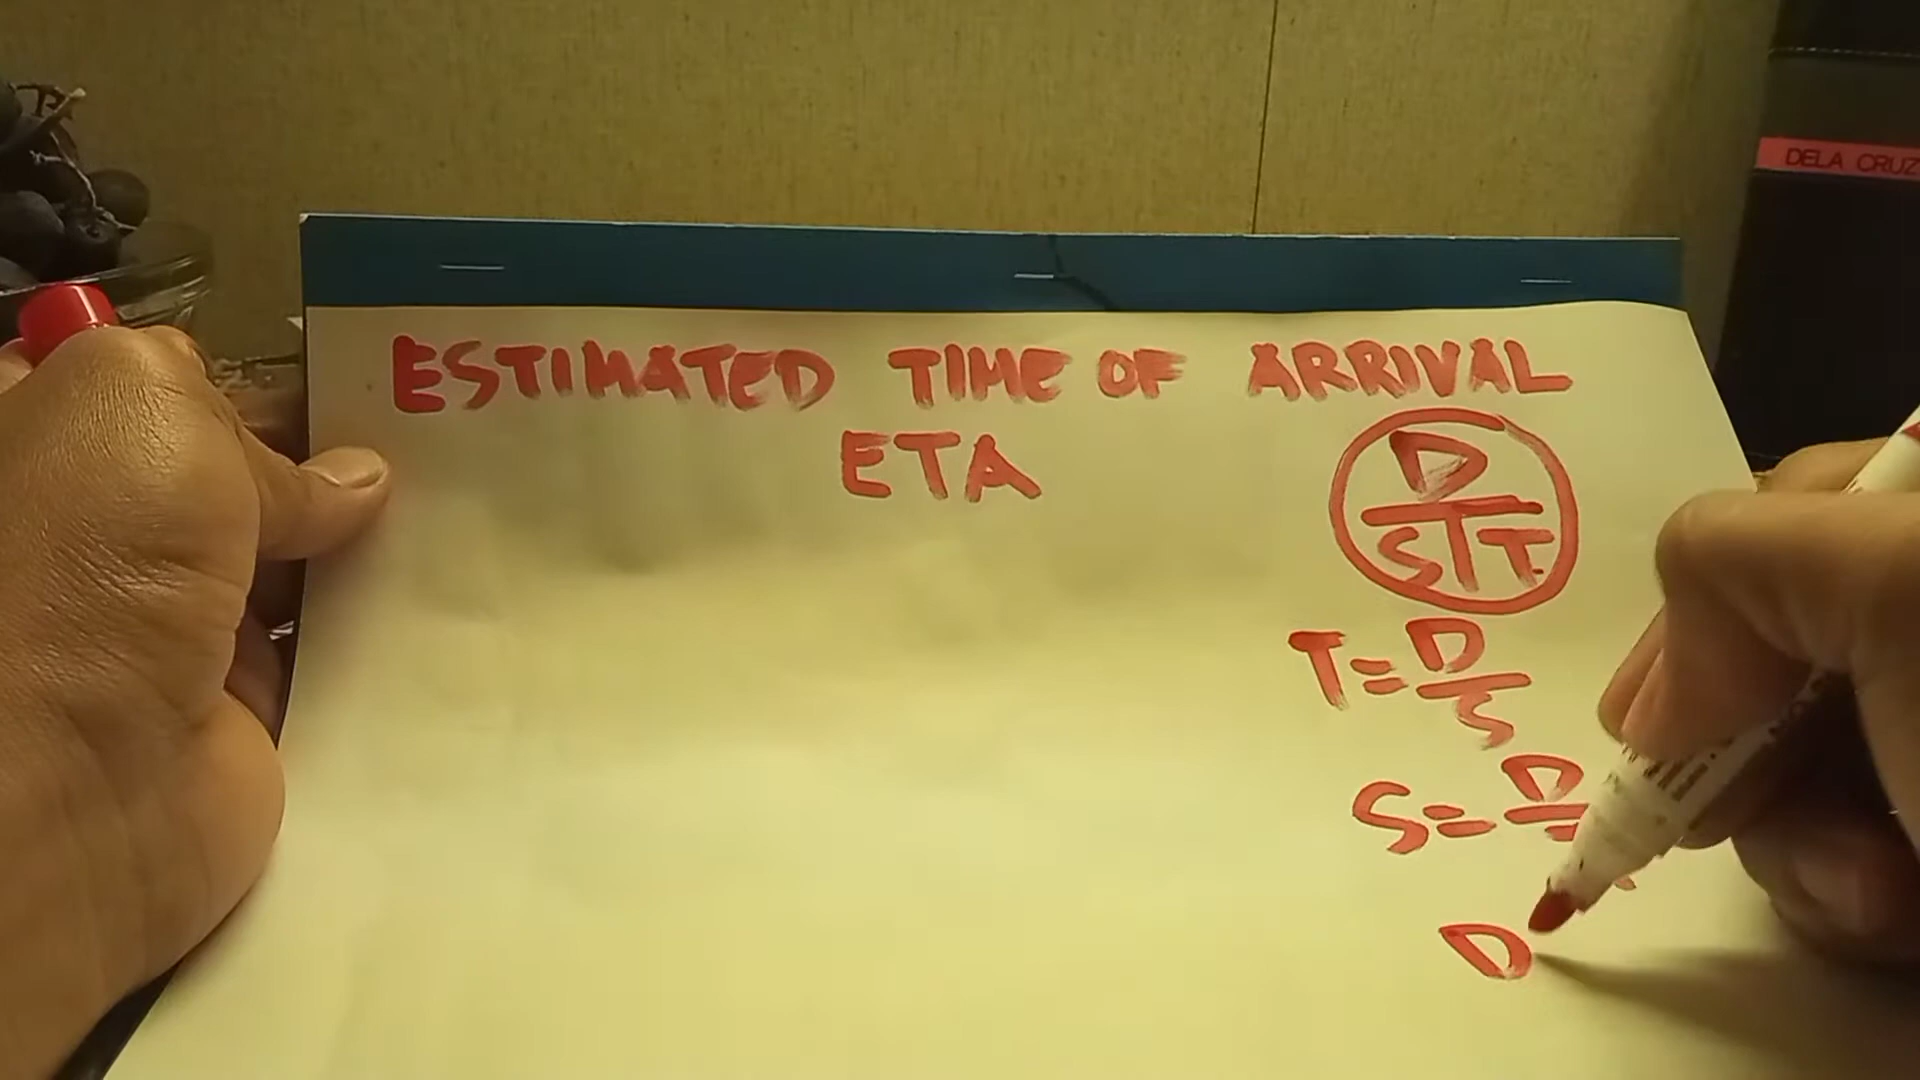 DELA CRUZ
ESTIMATED TIME OF ARRIVAL
ETA
D
S T
T = D
S
S = D
D